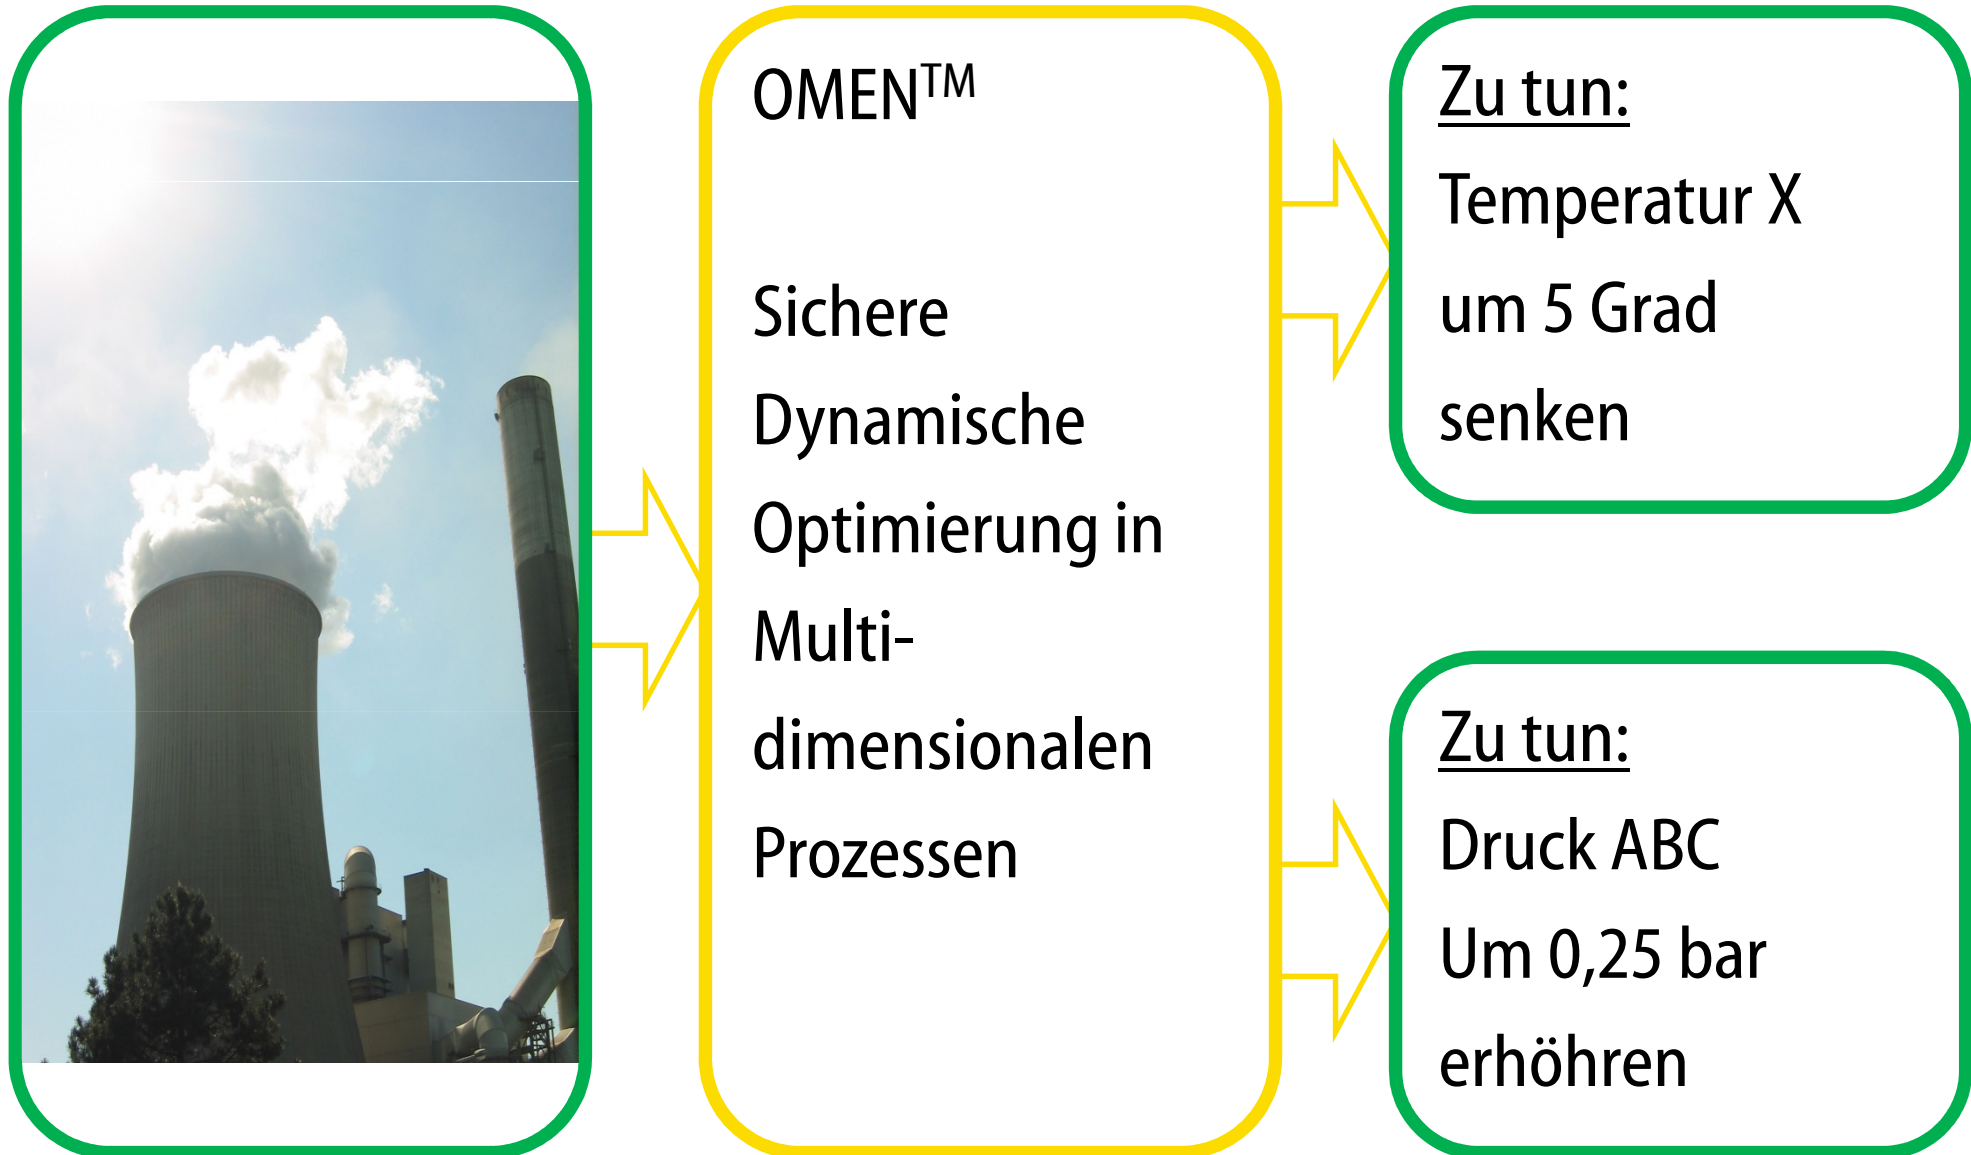 OMEN™
Sichere
Dynamische
Optimierung in
Multi-
dimensionalen
Prozessen
Zu tun:
Temperatur X
um 5 Grad
senken
Zu tun:
Druck ABC
Um 0,25 bar
erhöhren